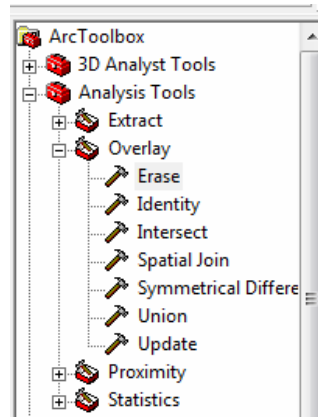 ArcToolbox
3D Analyst Tools
Analysis Tools
Extract
Overlay
Erase
Identity
Intersect
Spatial Join
Symmetrical Differe
Union
Update
Proximity
Statistics